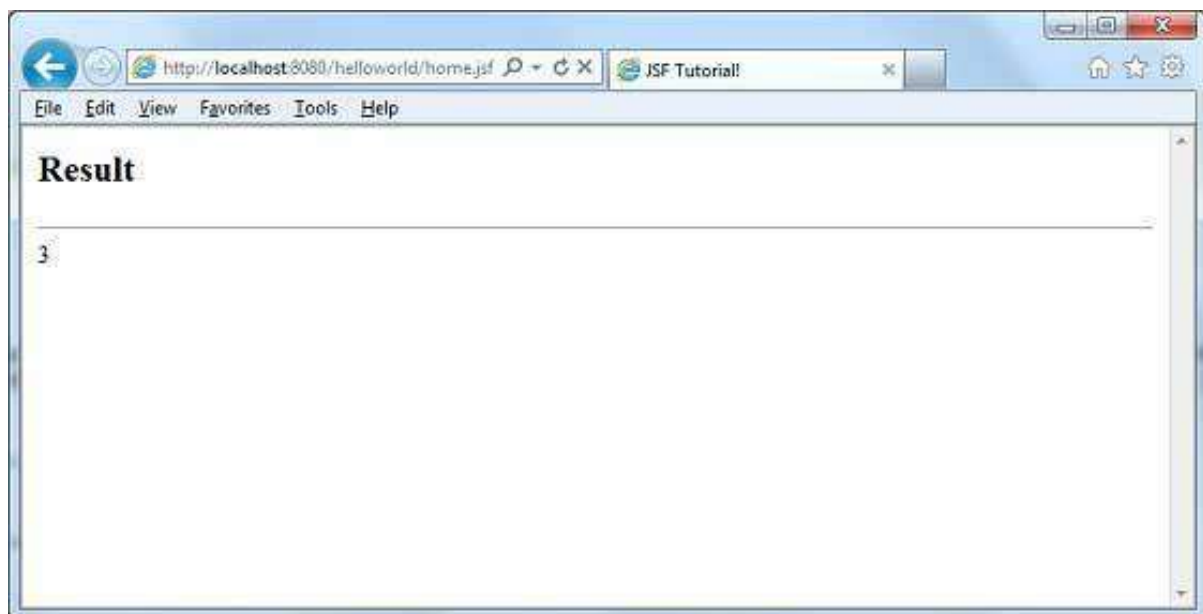 http://localhost:8080/helloworld/home.jsf
JSF Tutorial!
File Edit View Favorites Tools Help
Result
3